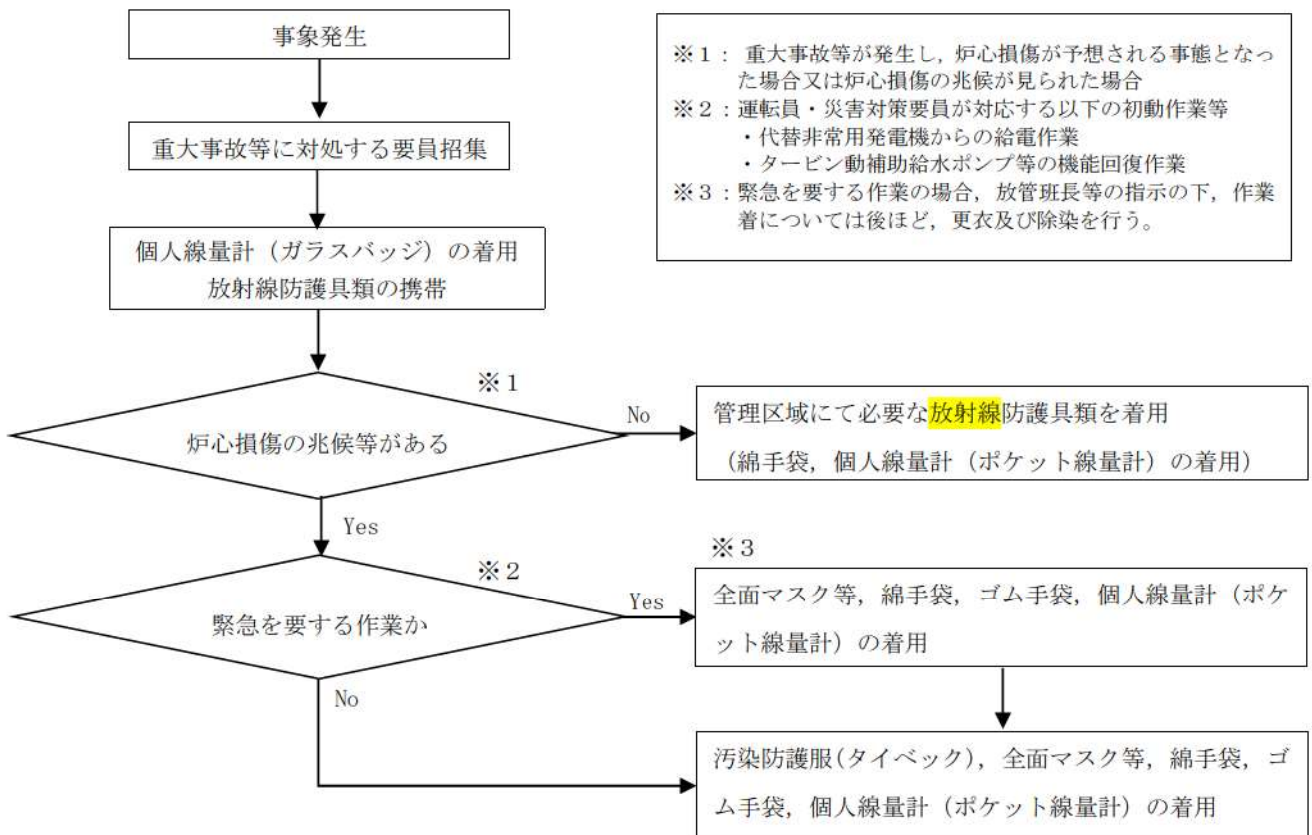 事象発生
重大事故等に対処する要員招集
個人線量計（ガラスバッジ）の着用
放射線防護具類の携帯
※１： 重大事故等が発生し，炉心損傷が予想される事態となっ
た場合又は炉心損傷の兆候が見られた場合
※２：運転員・災害対策要員が対応する以下の初動作業等
・代替非常用発電機からの給電作業
・タービン動補助給水ポンプ等の機能回復作業
※３：緊急を要する作業の場合，放管班長等の指示の下，作業
着については後ほど，更衣及び除染を行う。
※１
炉心損傷の兆候等がある
No
管理区域にて必要な放射線防護具類を着用
（綿手袋，個人線量計（ポケット線量計）の着用）
Yes
※２
緊急を要する作業か
Yes
※３
全面マスク等，綿手袋，ゴム手袋，個人線量計（ポケ
ット線量計）の着用
No
汚染防護服(タイベック)，全面マスク等，綿手袋，ゴ
ム手袋，個人線量計（ポケット線量計）の着用